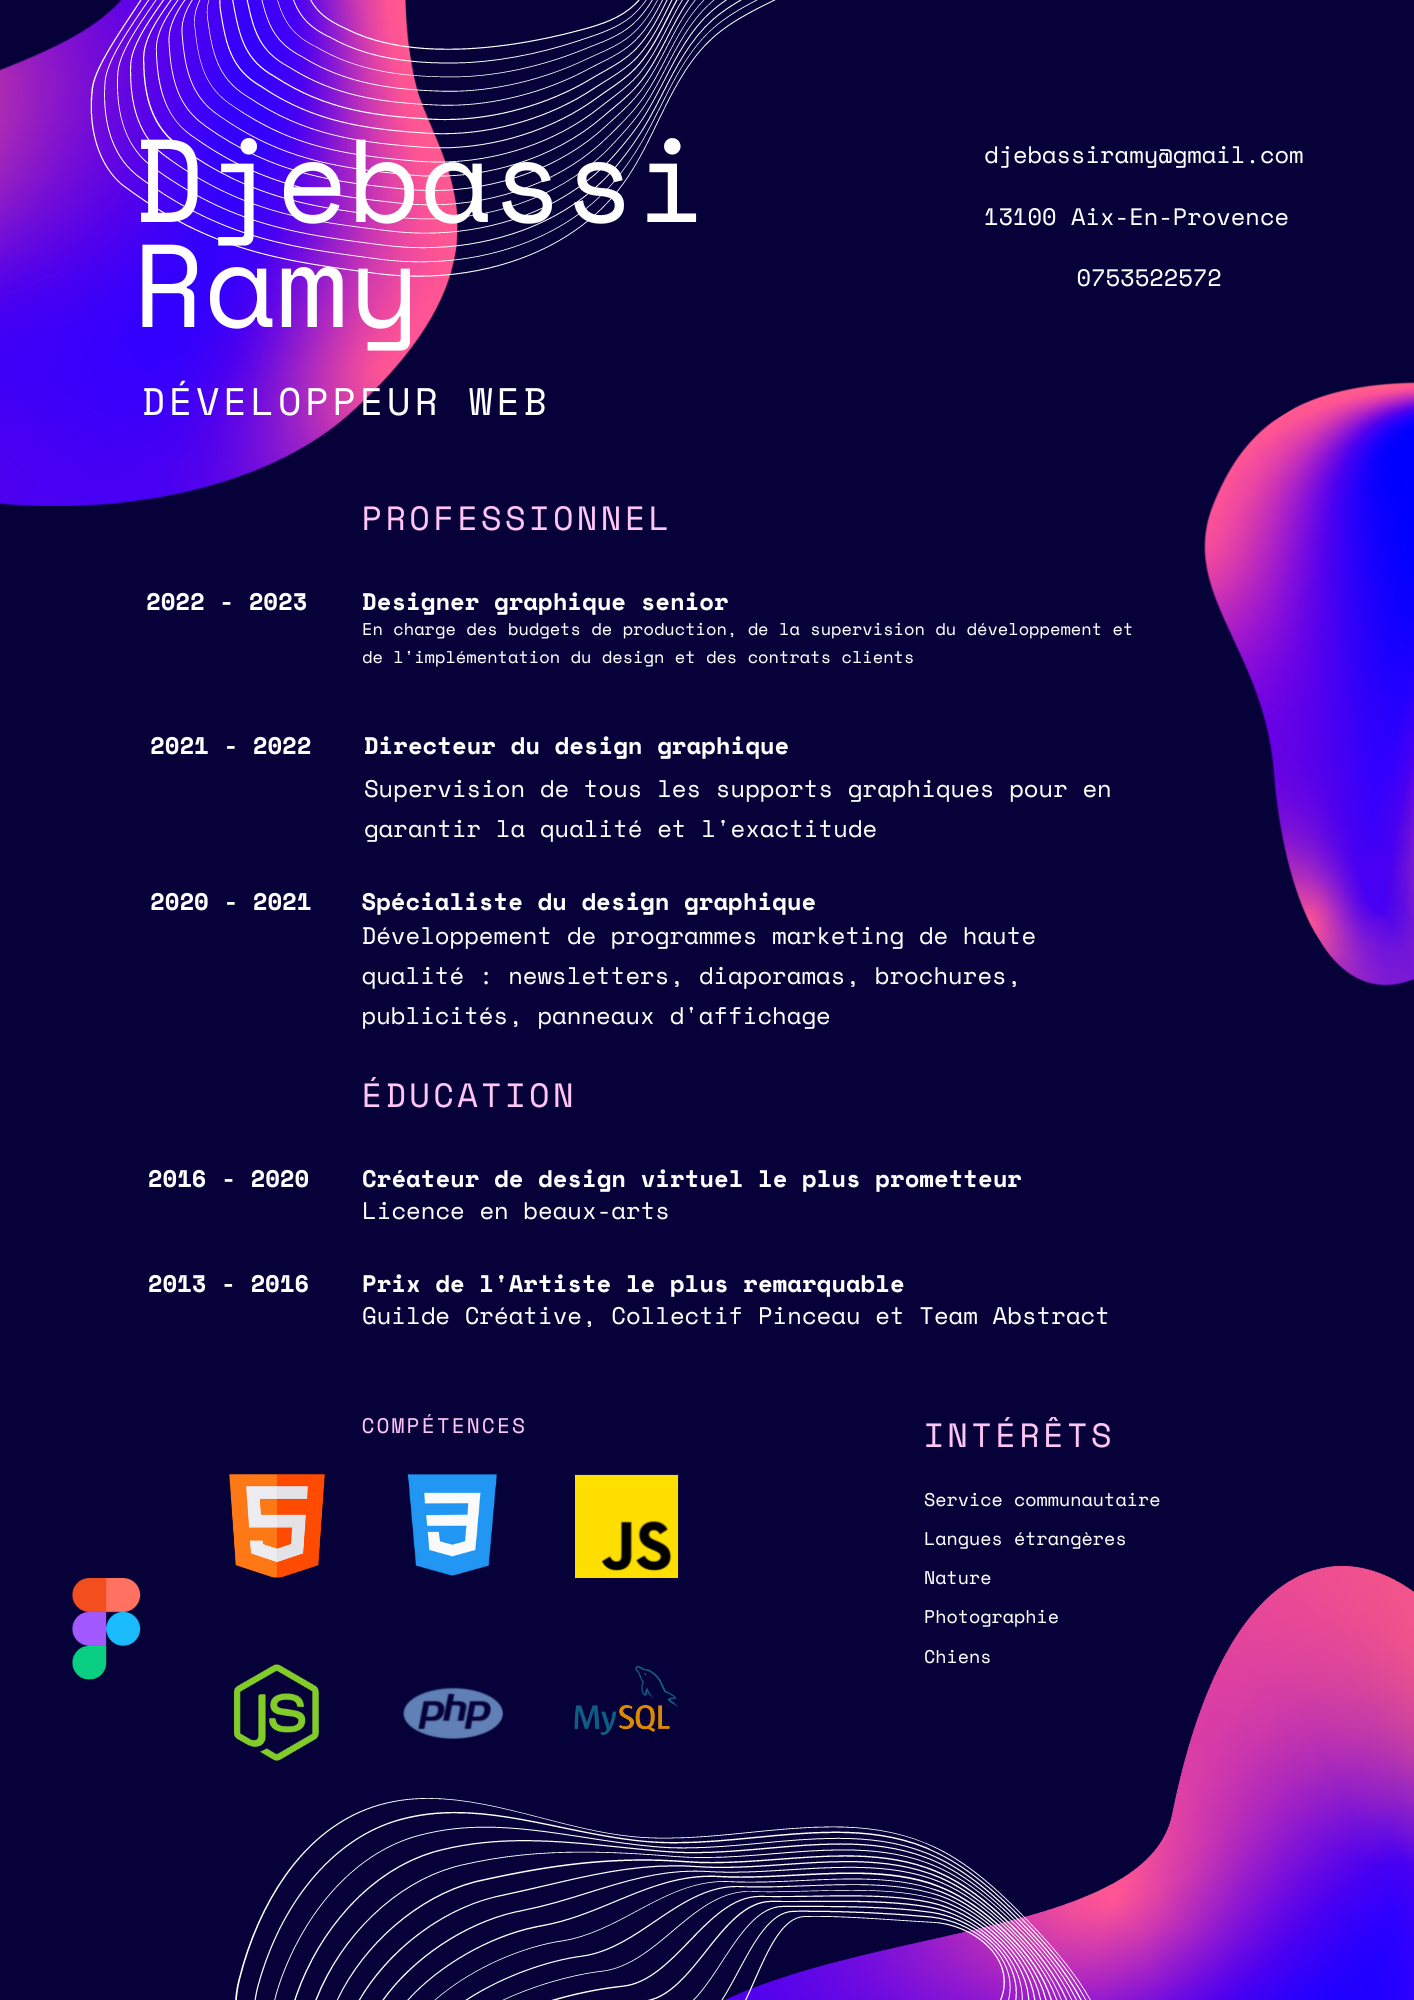 Djebassi
Ramy
DÉVELOPPEUR WEB
djebassiramy@gmail.com
13100 Aix-En-Provence
0753522572
PROFESSIONNEL
2022 - 2023
Designer graphique senior
En charge des budgets de production, de la supervision du développement et
de l'implémentation du design et des contrats clients
2021 - 2022
Directeur du design graphique
Supervision de tous les supports graphiques pour en
garantir la qualité et l'exactitude
2020 - 2021
Spécialiste du design graphique
Développement de programmes marketing de haute
qualité : newsletters, diaporamas, brochures,
publicités, panneaux d'affichage
ÉDUCATION
2016 - 2020
Créateur de design virtuel le plus prometteur
Licence en beaux-arts
2013 - 2016
Prix de l'Artiste le plus remarquable
Guilde Créative, Collectif Pinceau et Team Abstract
COMPÉTENCES
5
3
JS
JS
php
MySQL
INTÉRÊTS
Service communautaire
Langues étrangères
Nature
Photographie
Chiens